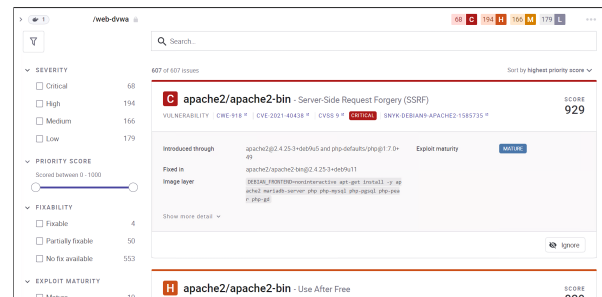 1 /web-dvwa 68 C 194 H 166 M 179 L
Search...
607 of 607 issues Sort by highest priority score
SEVERITY
Critical 68
High 194
Medium 166
Low 179
PRIORITY SCORE
Scored between 0 - 1000
FIXABILITY
Fixable 4
Partially fixable 50
No fix available 553
EXPLOIT MATURITY
Mature 10
C apache2/apache2-bin - Server-Side Request Forgery (SSRF)
SCORE
929
VULNERABILITY | CWE-918 | CVE-2021-40438 | CVSS 9 CRITICAL SNYK-DEBIAN9-APACHE2-1585735
Introduced through apache2@2.4.25-3+deb9u5 and php-defaults/php@1:7.0+
49
Exploit maturity MATURE
Fixed in apache2/apache2-bin@2.4.25-3+deb9u11
Image layer DEBIAN_FRONTEND=noninteractive apt-get install -y ap
ache2 mariadb-server php php-mysql php-pgsql php-pea
r php-gd
Show more detail
Ignore
H apache2/apache2-bin - Use After Free
SCORE